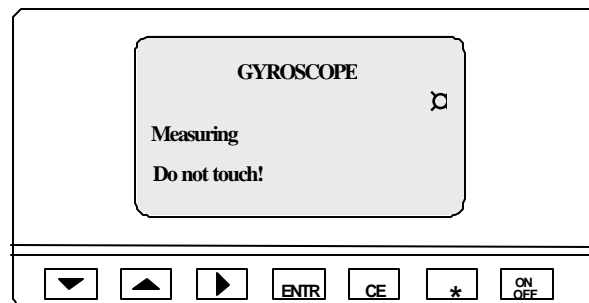 GYROSCOPE
¤
Measuring
Do not touch!
ENTR CE * ON OFF